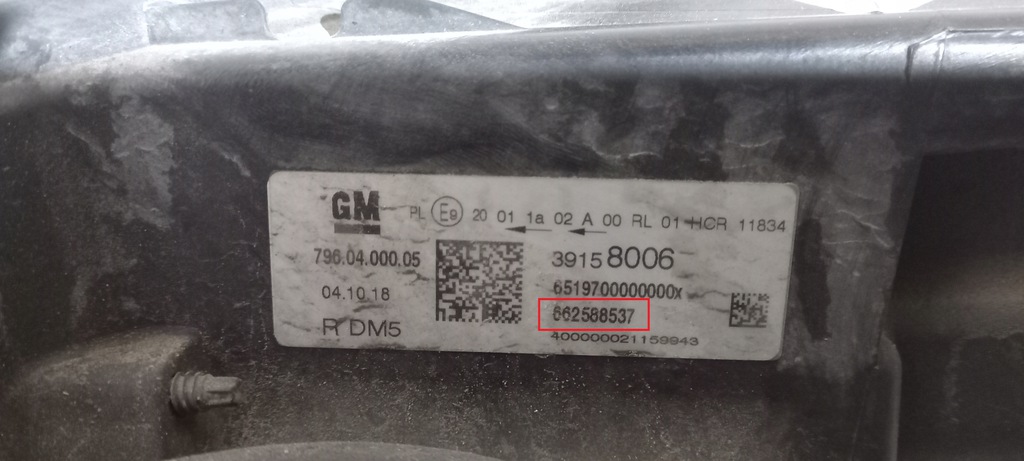 GM PL E9 20 01 1a 02 A 00 RL 01 HCR 11834
796.04.000.05
39158006
04.10.18
6519700000000X
662588537
R DM5
400000021159943